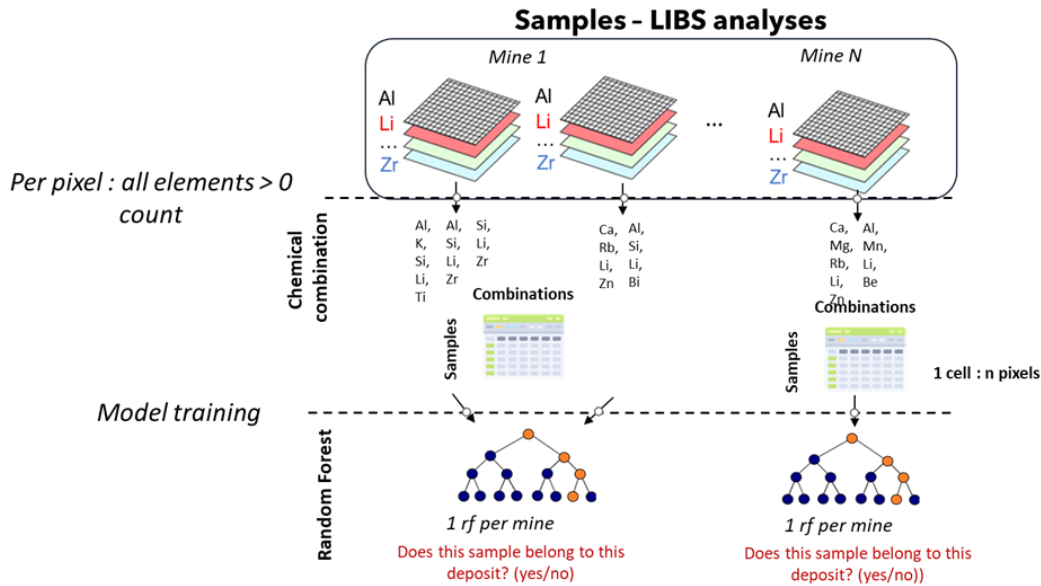 Samples – LIBS analyses
Mine 1
Mine N
Al
Li
...
Zr
Al
Li
...
Zr
...
Al
Li
...
Zr
Per pixel : all elements > 0
count
Chemical
combination
Al,
K,
Si,
Li,
Ti
Al,
Si,
Li,
Zr
Si,
Li,
Zr
Ca,
Rb,
Li,
Zn
Al,
Si,
Li,
Bi
Ca,
Mg,
Rb,
Li,
Zn
Al,
Mn,
Li,
Be
Combinations
Samples
Combinations
Samples
1 cell : n pixels
Model training
Random Forest
1 rf per mine
Does this sample belong to this
deposit? (yes/no)
1 rf per mine
Does this sample belong to this
deposit? (yes/no))